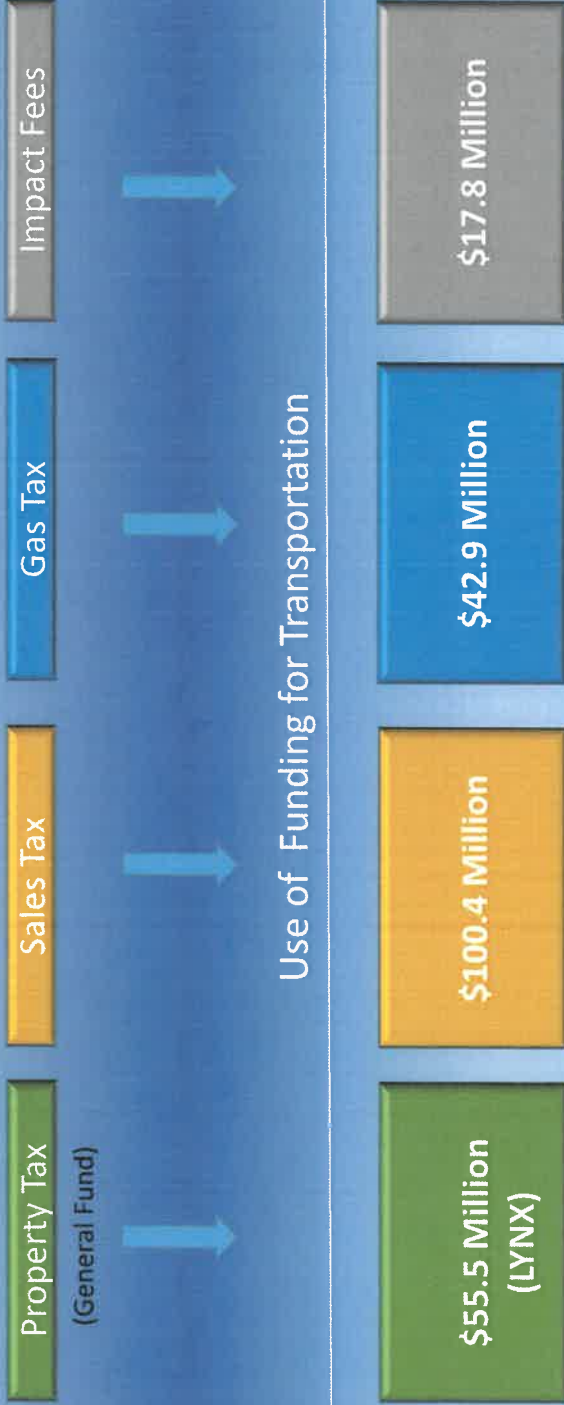 Property Tax
(General Fund)
Sales Tax
Gas Tax
Impact Fees
Use of Funding for Transportation
$55.5 Million
(LYNX)
$100.4 Million
$42.9 Million
$17.8 Million